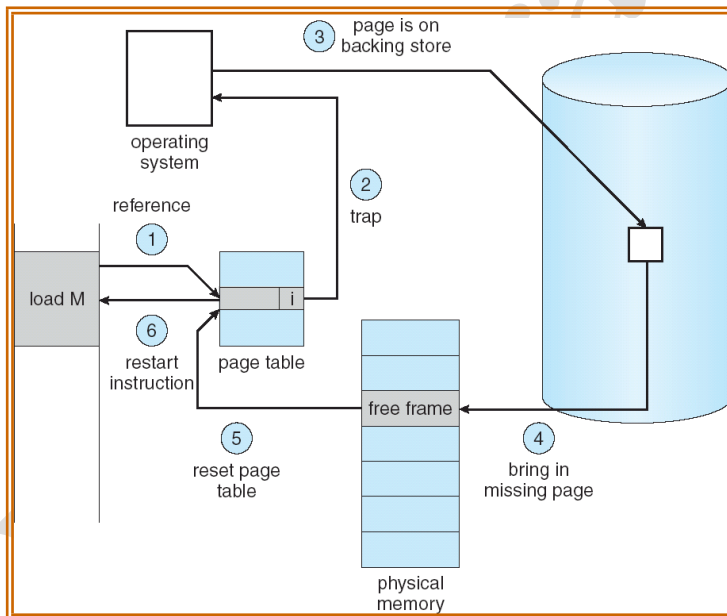 3
page is on
backing store
operating
system
2
trap
reference
1
load M
i
6
restart
instruction
page table
free frame
5
reset page
table
4
bring in
missing page
physical
memory